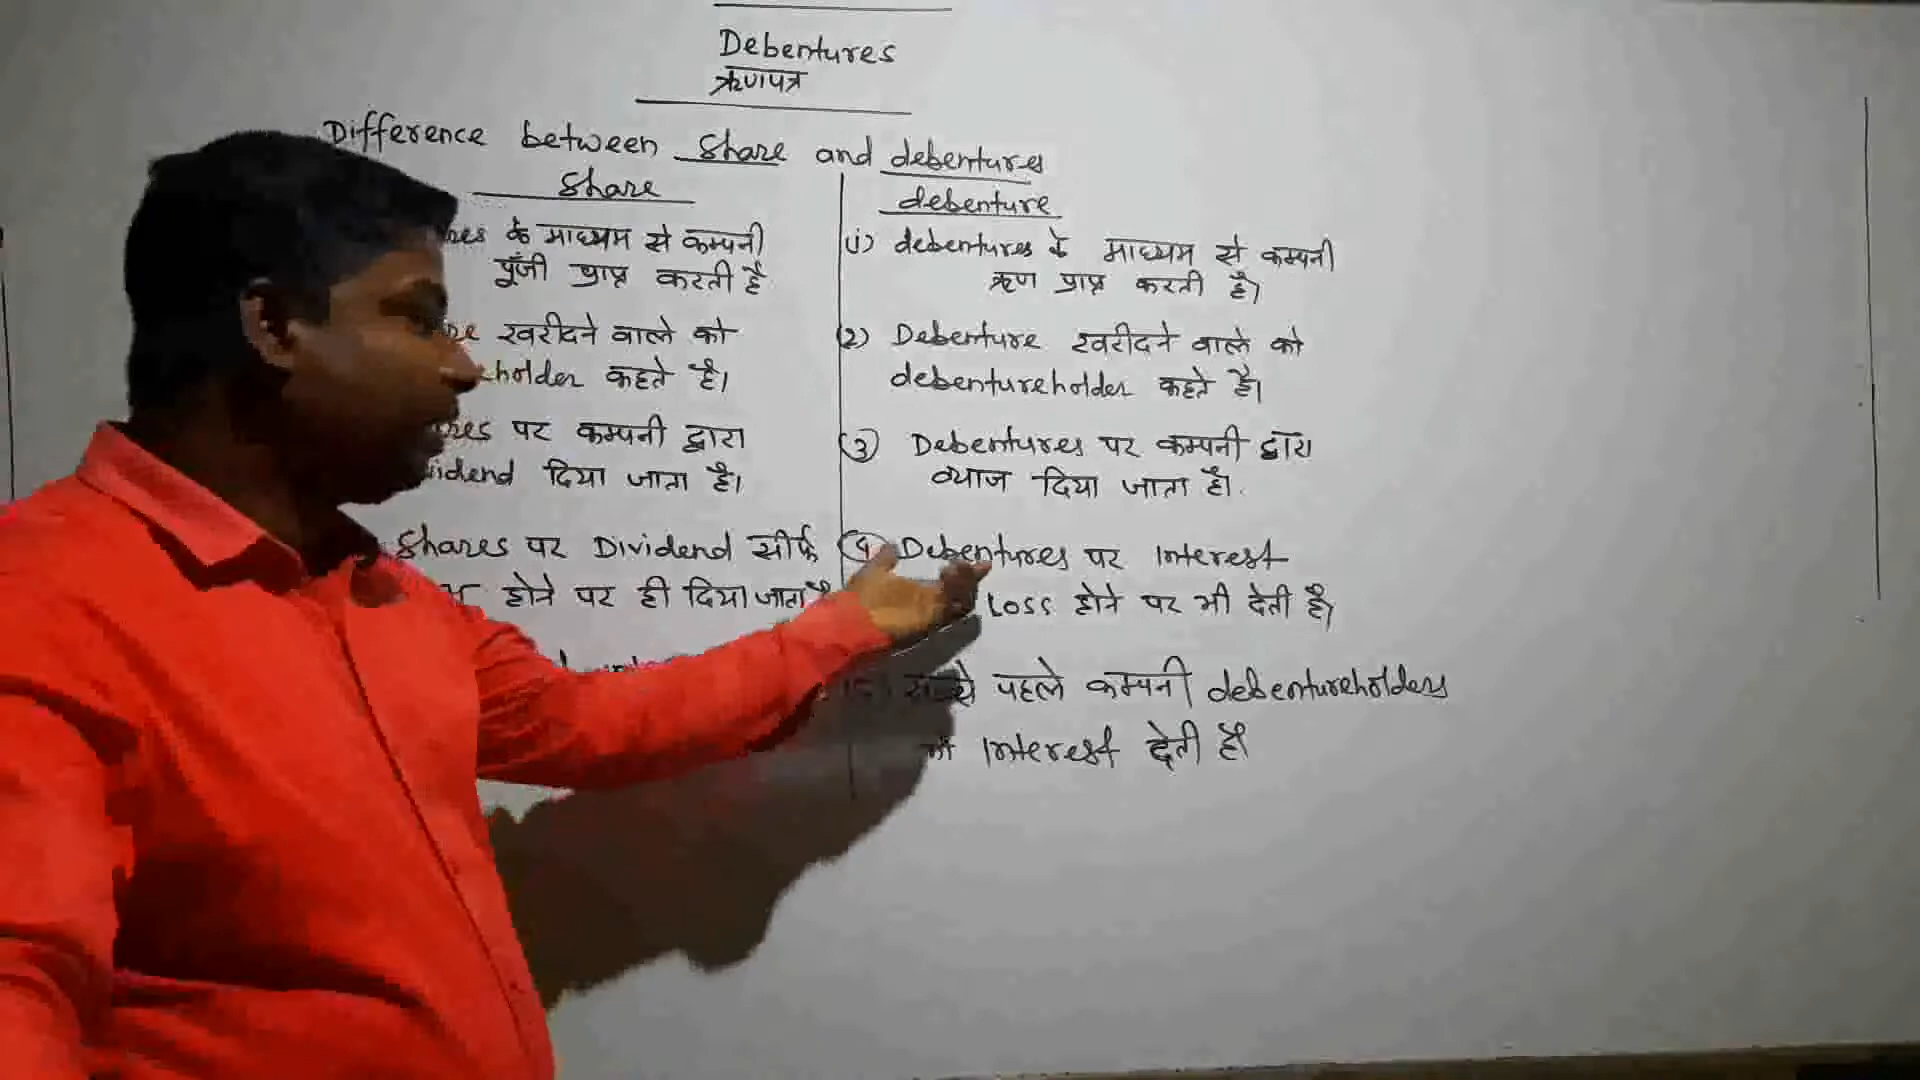 Debentures
ऋणपत्र
Difference between Share and debentures
Share
के माध्यम से कम्पनी
पूँजी प्राप्त करती है
खरीदने वाले को
holder कहते है।
पर कम्पनी द्वारा
दिया जाता है।
Shares पर Dividend सीर्फ
होने पर ही दिया जाता है
debenture
(1) debentures के माध्यम से कम्पनी
ऋण प्राप्त करती है।
(2) Debenture खरीदने वाले को
debentureholder कहते है।
(3) Debentures पर कम्पनी द्वारा
व्याज दिया जाता है।
(4) Debentures पर Interest
Loss होने पर भी देती है।
पहले कम्पनी debentureholders
Interest देती है।